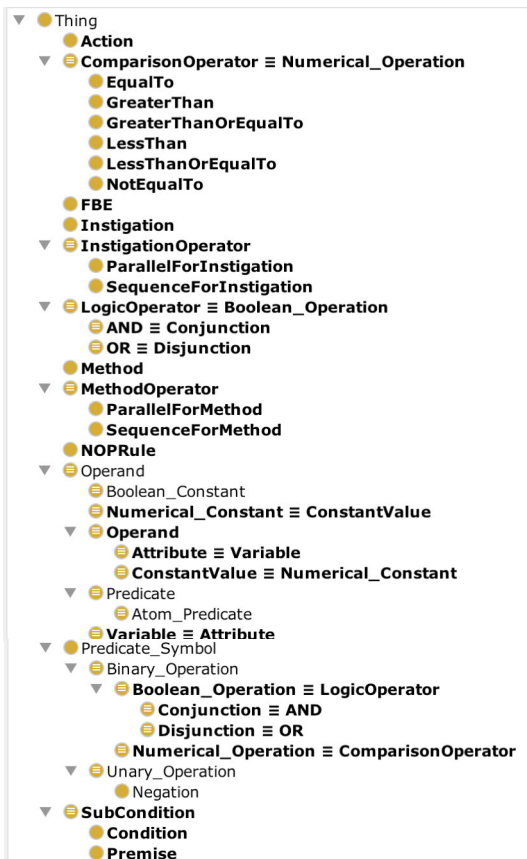 Thing
Action
ComparisonOperator ≡ Numerical_Operation
EqualTo
GreaterThan
GreaterThanOrEqualTo
LessThan
LessThanOrEqualTo
NotEqualTo
FBE
Instigation
InstigationOperator
ParallelForInstigation
SequenceForInstigation
LogicOperator ≡ Boolean_Operation
AND ≡ Conjunction
OR ≡ Disjunction
Method
MethodOperator
ParallelForMethod
SequenceForMethod
NOPRule
Operand
Boolean_Constant
Numerical_Constant ≡ ConstantValue
Operand
Attribute ≡ Variable
ConstantValue ≡ Numerical_Constant
Predicate
Atom_Predicate
Variable ≡ Attribute
Predicate_Symbol
Binary_Operation
Boolean_Operation ≡ LogicOperator
Conjunction ≡ AND
Disjunction ≡ OR
Numerical_Operation ≡ ComparisonOperator
Unary_Operation
Negation
SubCondition
Condition
Premise